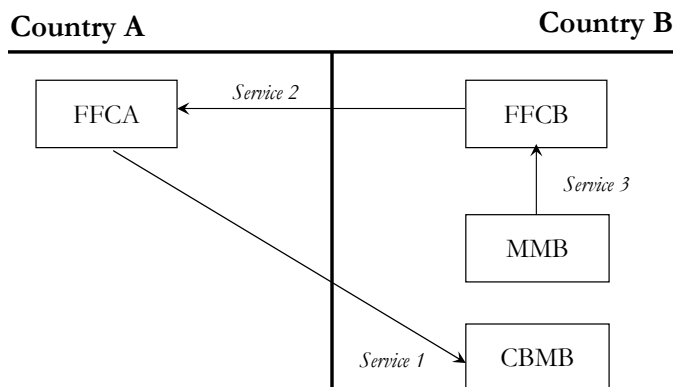 Country A
Country B
FFCA
Service 2
FFCB
Service 3
MMB
Service 1
CBMB